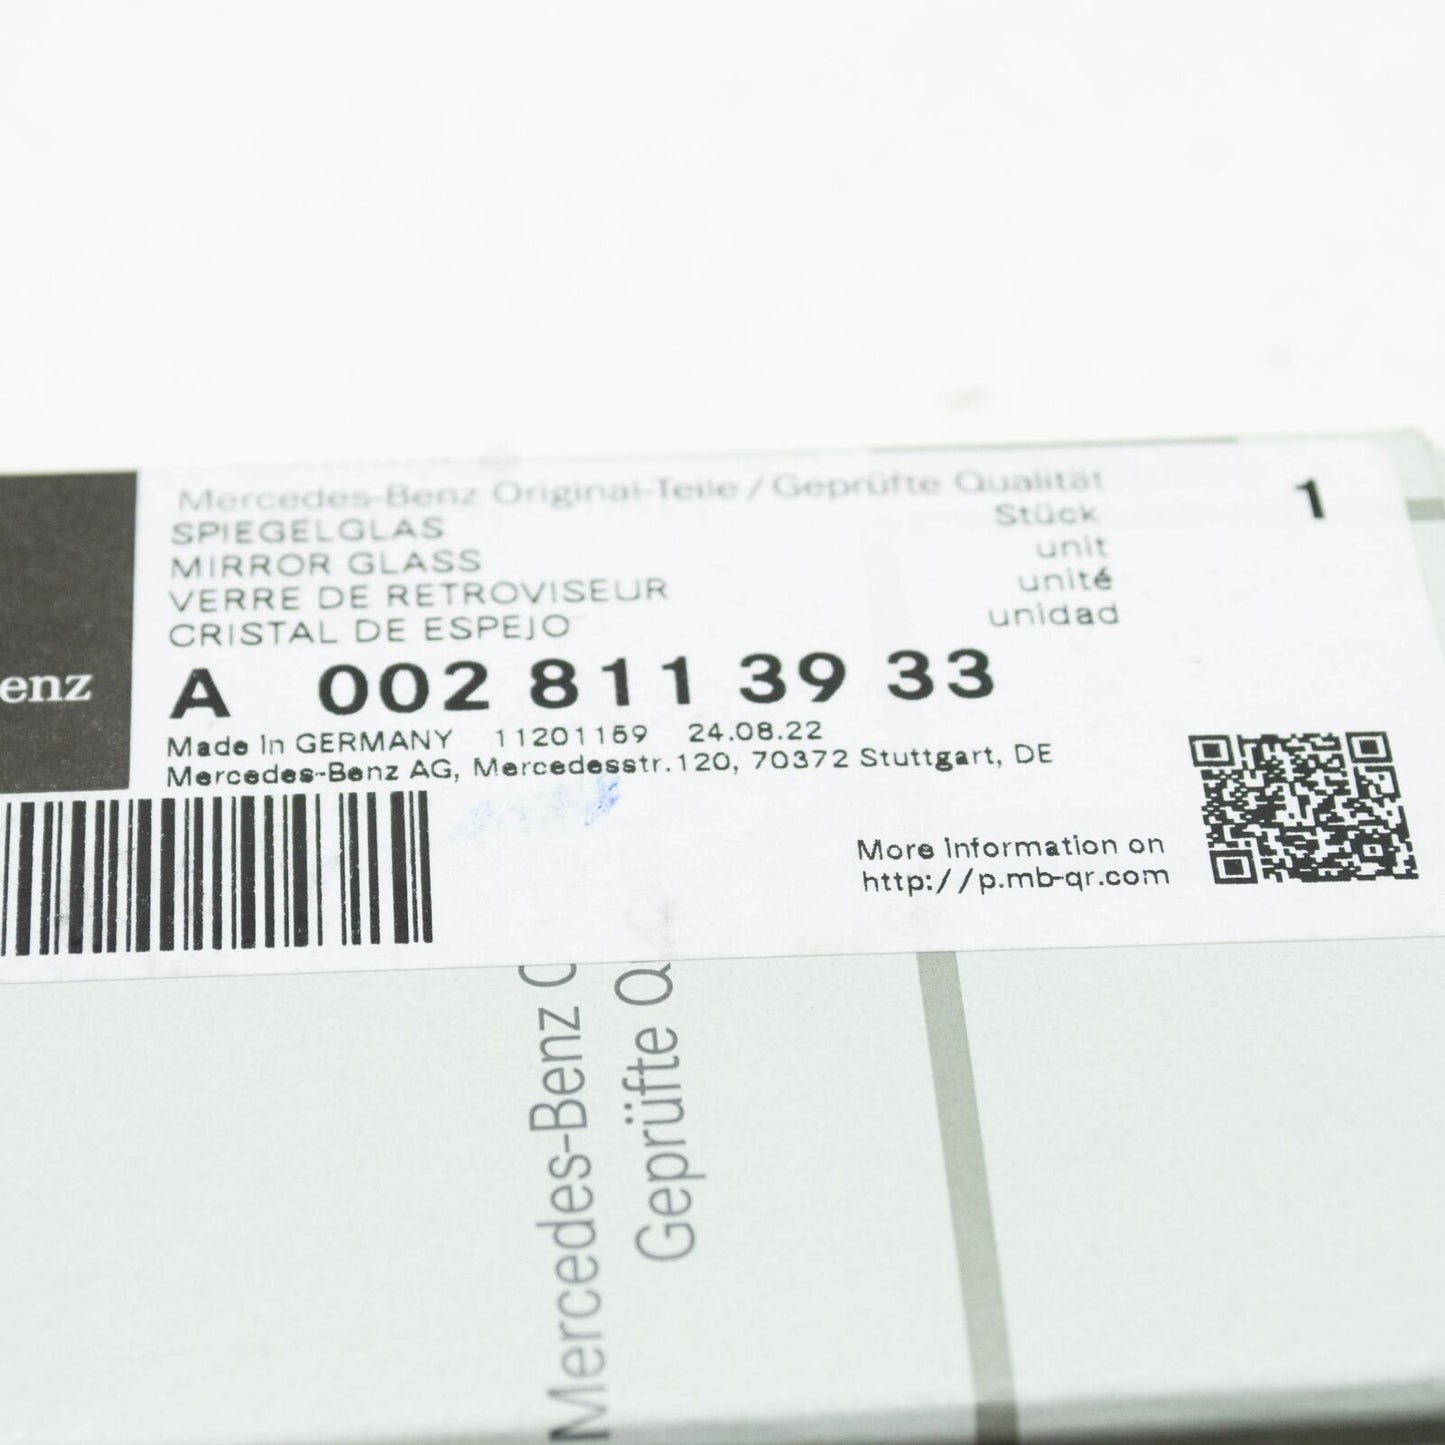 Mercedes-Benz Original-Teile / Geprüfte Qualität
SPIEGELGLAS Stück 1
MIRROR GLASS unit
VERRE DE RETROVISEUR unité
CRISTAL DE ESPEJO unidad
enz
A 002 811 39 33
Made In GERMANY 11201159 24.08.22
Mercedes-Benz AG, Mercedesstr.120, 70372 Stuttgart, DE
More Information on
http://p.mb-qr.com
Mercedes-Benz O
Geprüfte Q